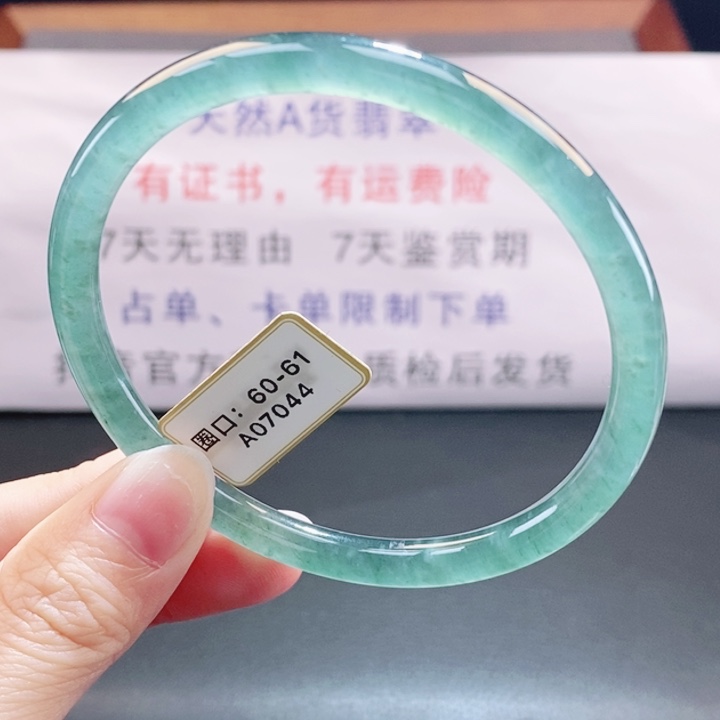 天然A货翡翠
有证书，有运费险
7天无理由 7天鉴赏期
占单、卡单限制下单
官方 质检后发货
圈口: 60-61
A07044